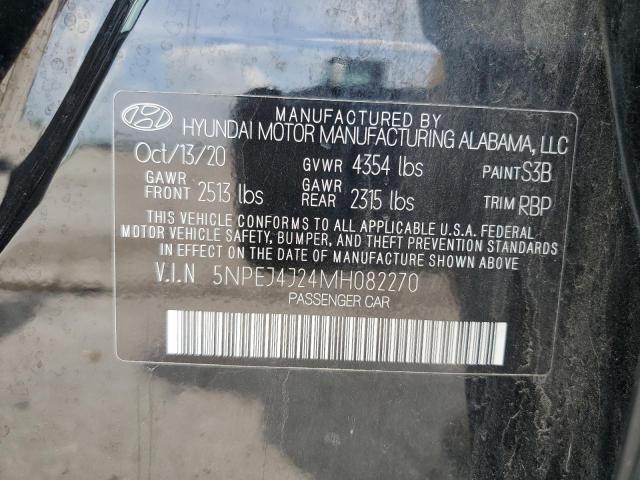 MANUFACTURED BY
HYUNDAI MOTOR MANUFACTURING ALABAMA, LLC
Oct/13/20 GVWR 4354 lbs PAINT S3B
GAWR FRONT 2513 lbs GAWR REAR 2315 lbs TRIM RBP
THIS VEHICLE CONFORMS TO ALL APPLICABLE U.S.A. FEDERAL
MOTOR VEHICLE SAFETY, BUMPER, AND THEFT PREVENTION
STANDARDS IN EFFECT ON THE DATE OF MANUFACTURE SHOWN ABOVE.
V.I.N 5NPEJ4J24MH082270
PASSENGER CAR